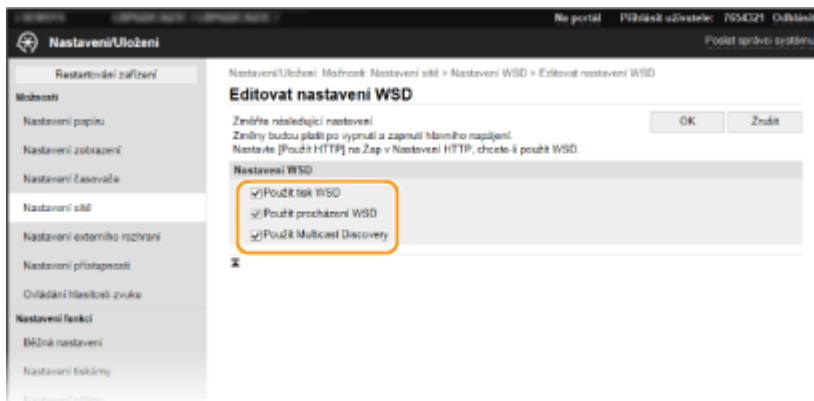 Na portál Přihlásit uživatele: 7654321 Odhlásit
Nastavení/Uložení
Poslat správci systému
Restartování zařízení
Možnosti
Nastavení papíru
Nastavení zobrazení
Nastavení časovače
Nastavení sítě
Nastavení externího rozhraní
Nastavení přístupnosti
Ovládání hlasitosti zvuku
Nastavení funkcí
Běžná nastavení
Nastavení tiskárny
Nastavení/Uložení: Možnosti: Nastavení sítě > Nastavení WSD > Editovat nastavení WSD
Editovat nastavení WSD
Změňte následující nastavení.
Změny budou platit po vypnutí a zapnutí hlavního napájení.
Nastavte [Použít HTTP] na Zap v Nastavení HTTP, chcete-li použít WSD.
OK
Zrušit
Nastavení WSD
Použít tisk WSD
Použít procházení WSD
Použít Multicast Discovery